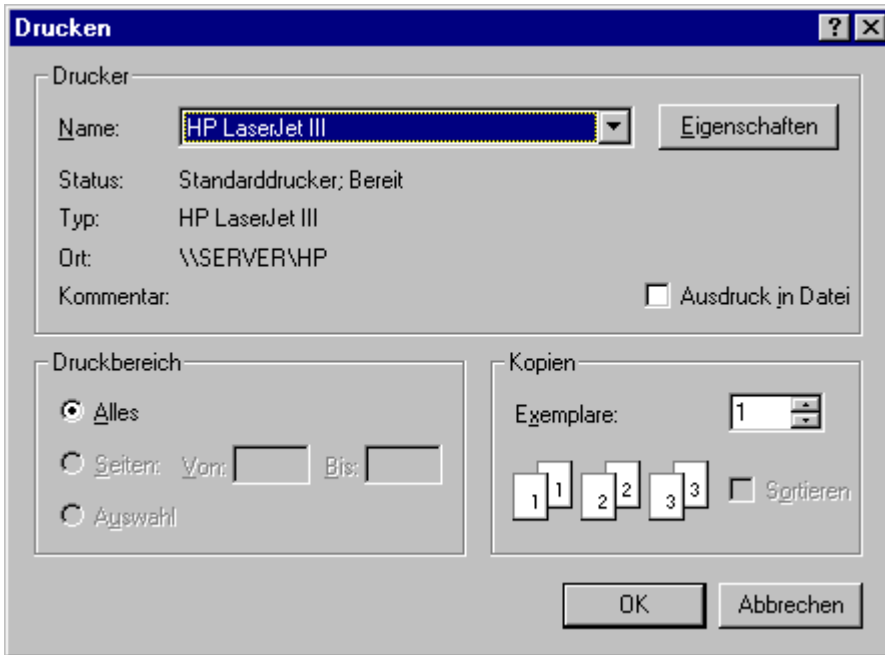 Drucken
Drucker
Name: HP LaserJet III Eigenschaften
Status: Standarddrucker; Bereit
Typ: HP LaserJet III
Ort: \\SERVER\HP
Kommentar: Ausdruck in Datei
Druckbereich
Alles
Seiten: Von: Bis:
Auswahl
Kopien
Exemplare: 1
1 1 2 2 3 3 Sortieren
OK Abbrechen